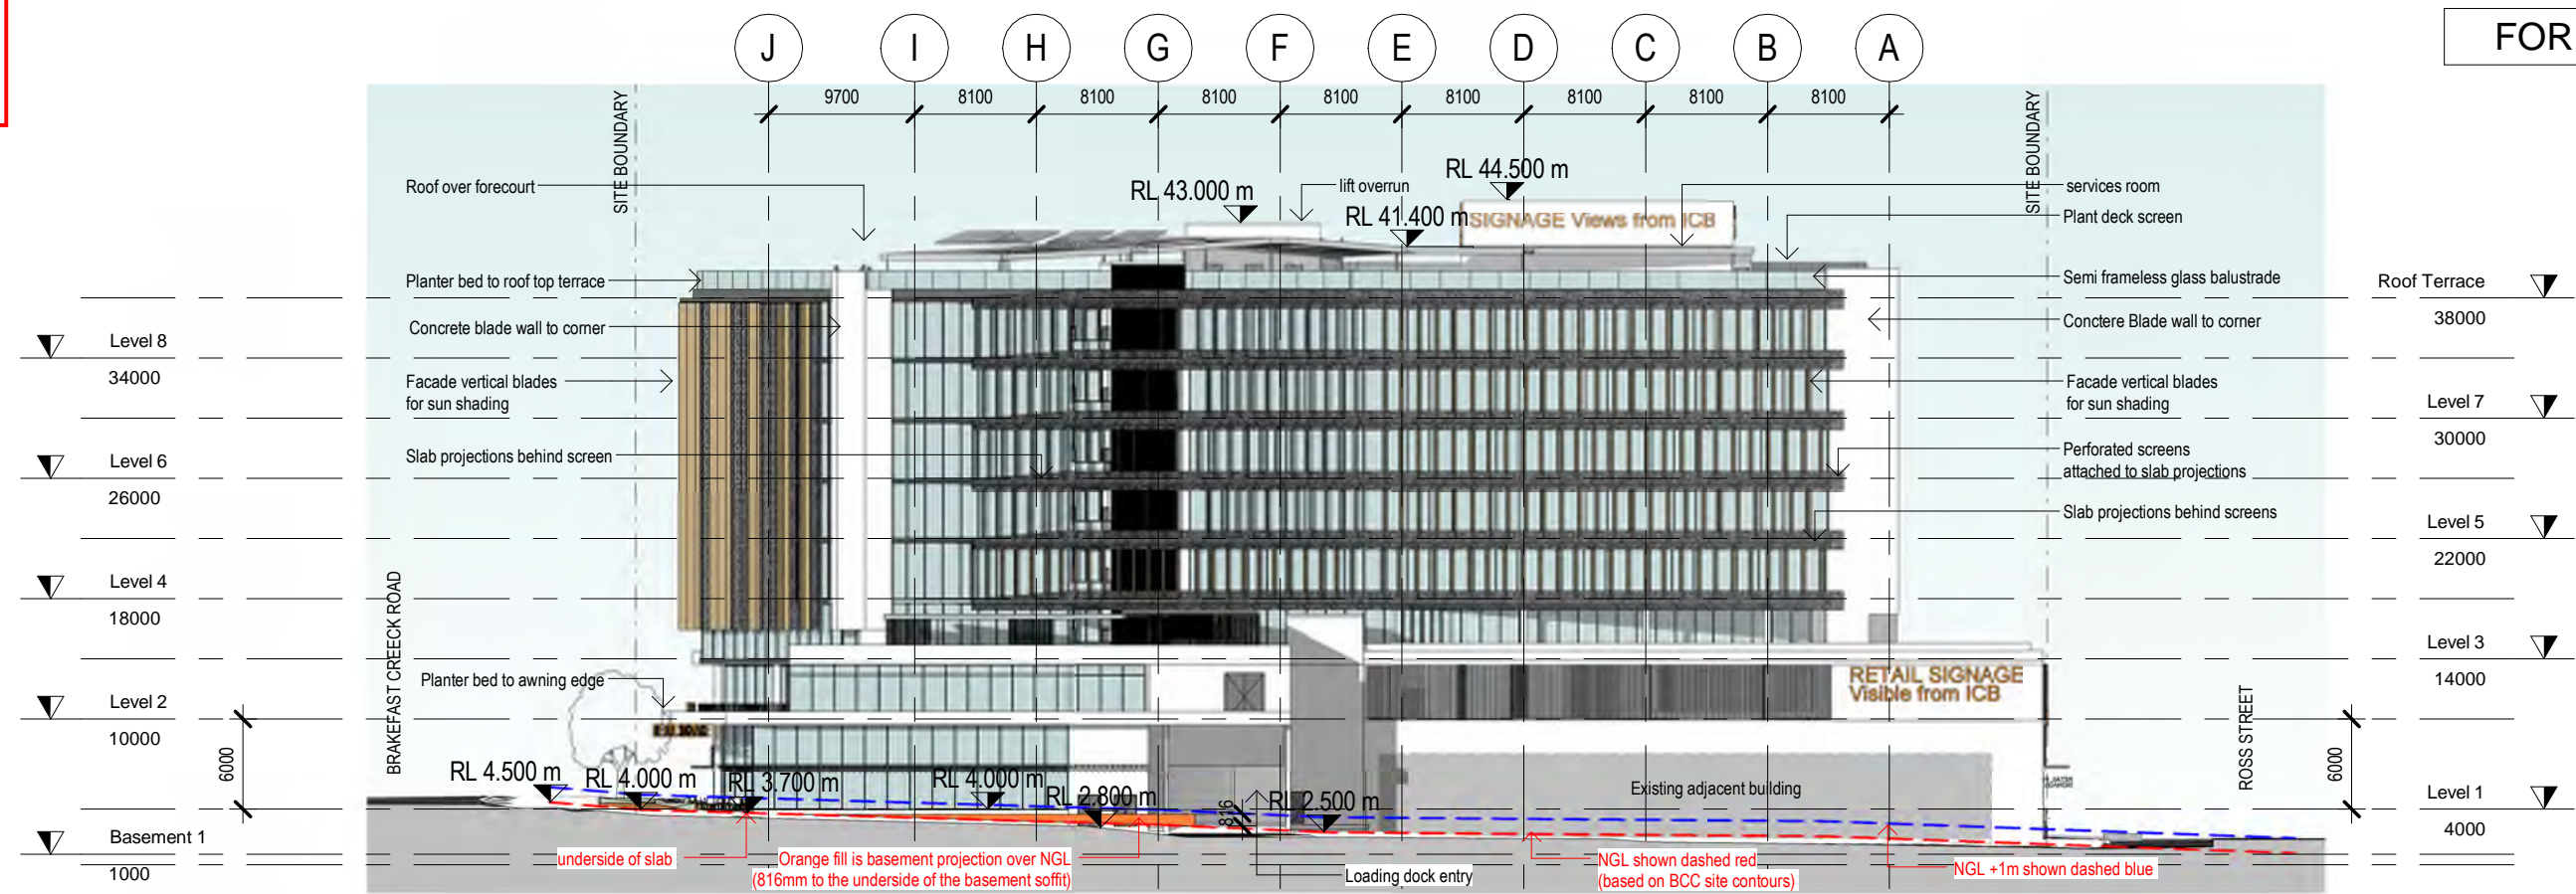 FOR
J
I
H
G
F
E
D
C
B
A
9700
8100
8100
8100
8100
8100
8100
8100
8100
SITE BOUNDARY
SITE BOUNDARY
RL 44.500 m
RL 43.000 m
RL 41.400 m
Roof over forecourt
lift overrun
services room
SIGNAGE Views from ICB
Plant deck screen
Planter bed to roof top terrace
Semi frameless glass balustrade
Roof Terrace
38000
Concrete blade wall to corner
Conctere Blade wall to corner
Level 8
34000
Facade vertical blades
for sun shading
Facade vertical blades
for sun shading
Level 7
30000
Slab projections behind screen
Perforated screens
attached to slab projections
Level 6
26000
Slab projections behind screens
Level 5
22000
Level 4
18000
BRAKEFAST CREECK ROAD
Level 3
14000
Planter bed to awning edge
RETAIL SIGNAGE
Visible from ICB
Level 2
10000
ROSS STREET
6000
6000
RL 4.500 m
RL 4.000 m
RL 3.700 m
RL 4.000 m
RL 2.800 m
816
RL 2.500 m
Existing adjacent building
Level 1
4000
Basement 1
1000
underside of slab
Orange fill is basement projection over NGL
(816mm to the underside of the basement soffit)
Loading dock entry
NGL shown dashed red
(based on BCC site contours)
NGL +1m shown dashed blue